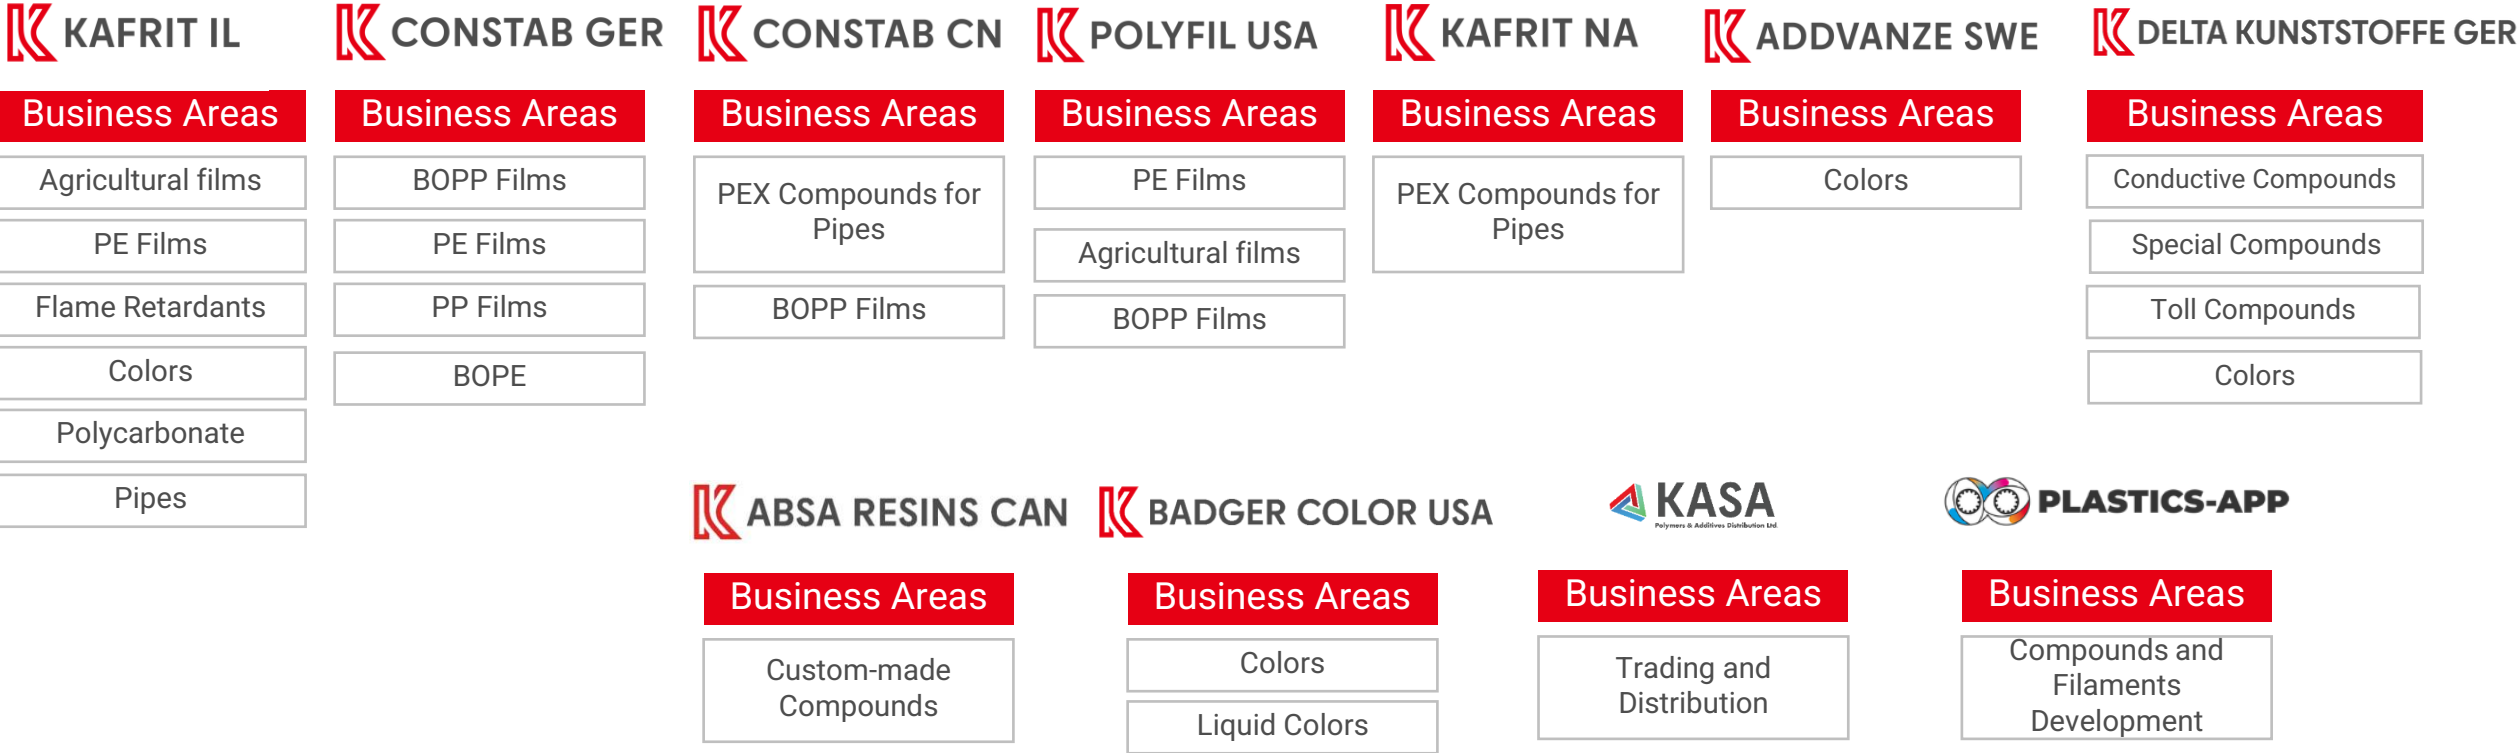 KAFRIT IL
Business Areas
Agricultural films
PE Films
Flame Retardants
Colors
Polycarbonate
Pipes
CONSTAB GER
Business Areas
BOPP Films
PE Films
PP Films
BOPE
CONSTAB CN
Business Areas
PEX Compounds for
Pipes
BOPP Films
POLYFIL USA
Business Areas
PE Films
Agricultural films
BOPP Films
KAFRIT NA
Business Areas
PEX Compounds for
Pipes
ADDVANZE SWE
Business Areas
Colors
DELTA KUNSTSTOFFE GER
Business Areas
Conductive Compounds
Special Compounds
Toll Compounds
Colors
ABSA RESINS CAN
Business Areas
Custom-made
Compounds
BADGER COLOR USA
Business Areas
Colors
Liquid Colors
KASA
Polymers & Additives Distribution Ltd.
Business Areas
Trading and
Distribution
PLASTICS-APP
Business Areas
Compounds and
Filaments
Development